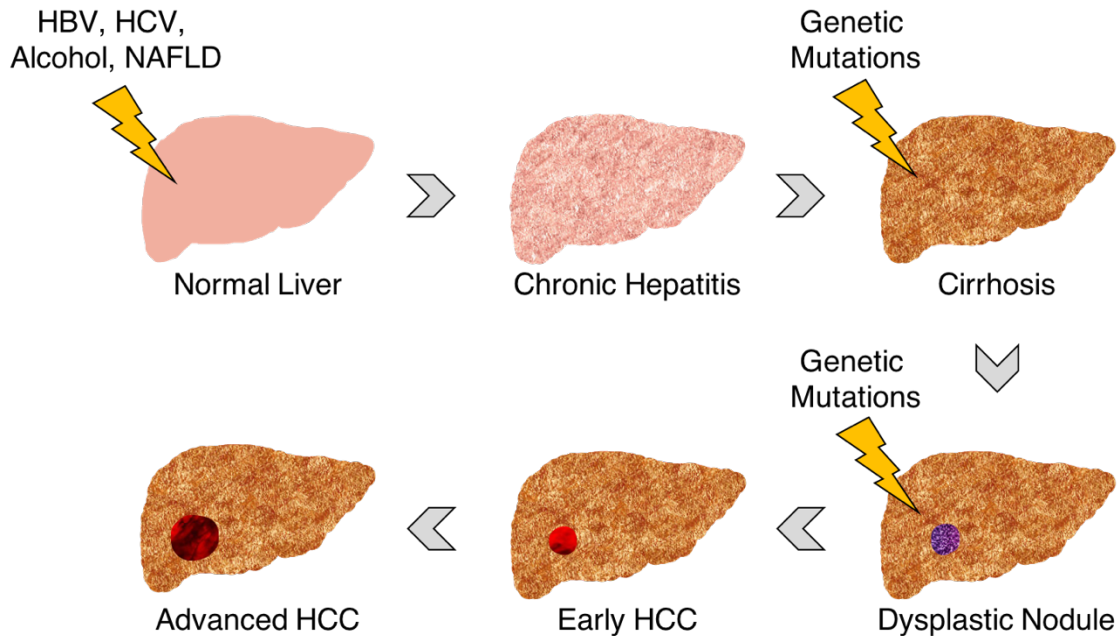 HBV, HCV,
Alcohol, NAFLD
Normal Liver
Chronic Hepatitis
Genetic
Mutations
Cirrhosis
Genetic
Mutations
Dysplastic Nodule
Early HCC
Advanced HCC